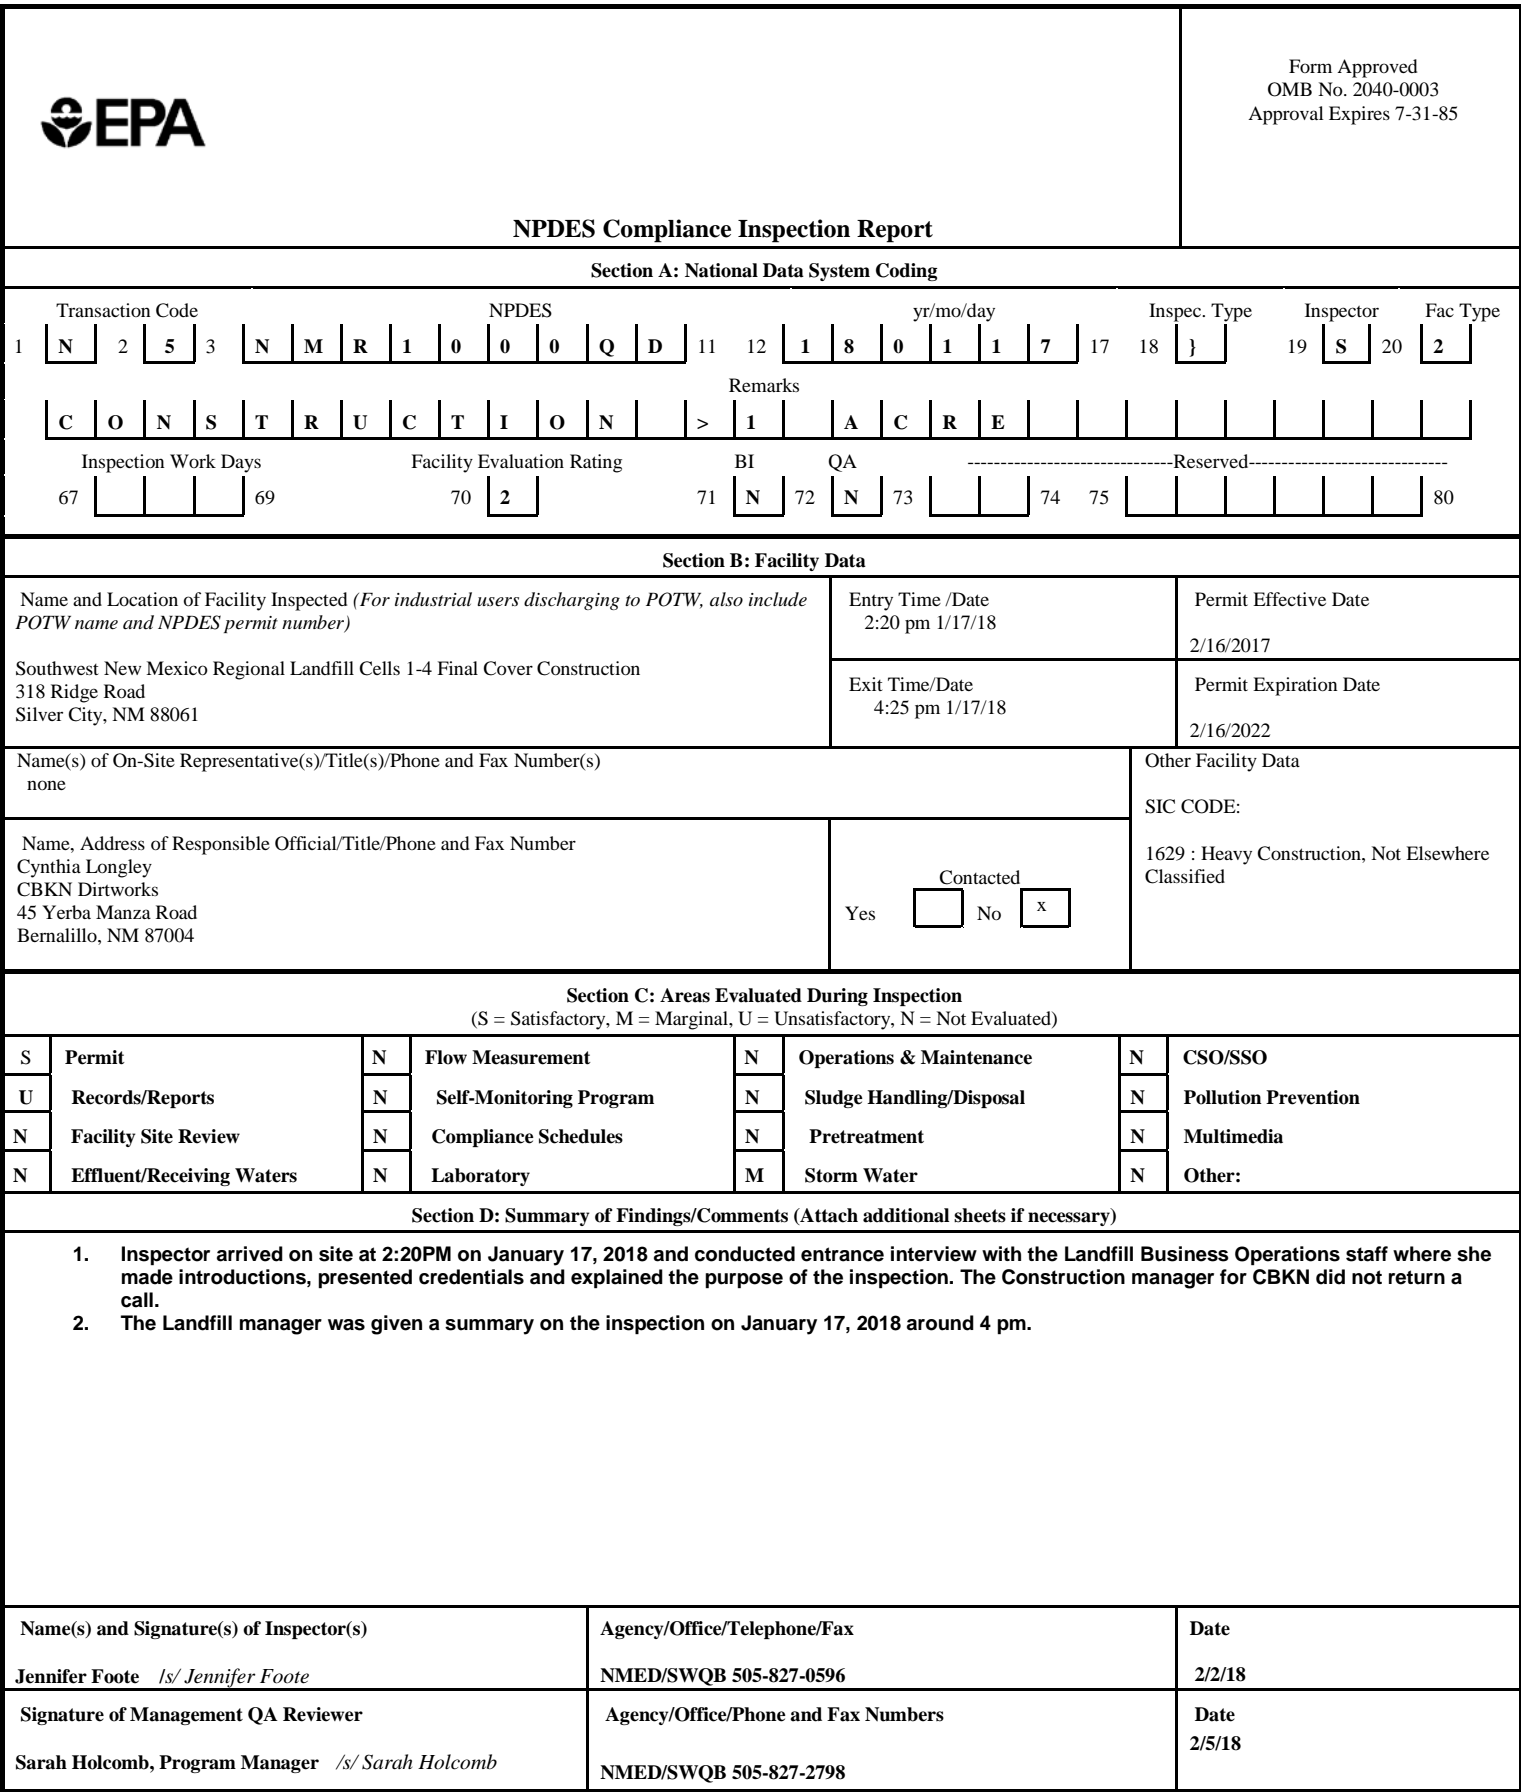 EPA
Form Approved
OMB No. 2040-0003
Approval Expires 7-31-85
NPDES Compliance Inspection Report
Section A: National Data System Coding
Transaction Code NPDES yr/mo/day Inspec. Type Inspector Fac Type
1 N 2 5 3 N M R 1 0 0 0 Q D 11 12 1 8 0 1 1 7 17 18 } 19 S 20 2
Remarks
C O N S T R U C T I O N > 1 A C R E
Inspection Work Days Facility Evaluation Rating BI QA -------------------------------Reserved------------------------------
67 69 70 2 71 N 72 N 73 74 75 80
Section B: Facility Data
Name and Location of Facility Inspected (For industrial users discharging to POTW, also include
POTW name and NPDES permit number)
Southwest New Mexico Regional Landfill Cells 1-4 Final Cover Construction
318 Ridge Road
Silver City, NM 88061
Entry Time /Date
2:20 pm 1/17/18
Permit Effective Date
2/16/2017
Exit Time/Date
4:25 pm 1/17/18
Permit Expiration Date
2/16/2022
Name(s) of On-Site Representative(s)/Title(s)/Phone and Fax Number(s)
none
Other Facility Data
SIC CODE:
1629 : Heavy Construction, Not Elsewhere
Classified
Name, Address of Responsible Official/Title/Phone and Fax Number
Cynthia Longley
CBKN Dirtworks
45 Yerba Manza Road
Bernalillo, NM 87004
Contacted
Yes No x
Section C: Areas Evaluated During Inspection
(S = Satisfactory, M = Marginal, U = Unsatisfactory, N = Not Evaluated)
S Permit N Flow Measurement N Operations & Maintenance N CSO/SSO
U Records/Reports N Self-Monitoring Program N Sludge Handling/Disposal N Pollution Prevention
N Facility Site Review N Compliance Schedules N Pretreatment N Multimedia
N Effluent/Receiving Waters N Laboratory M Storm Water N Other:
Section D: Summary of Findings/Comments (Attach additional sheets if necessary)
1. Inspector arrived on site at 2:20PM on January 17, 2018 and conducted entrance interview with the Landfill Business Operations staff where she
made introductions, presented credentials and explained the purpose of the inspection. The Construction manager for CBKN did not return a
call.
2. The Landfill manager was given a summary on the inspection on January 17, 2018 around 4 pm.
Name(s) and Signature(s) of Inspector(s)
Jennifer Foote /s/ Jennifer Foote
Agency/Office/Telephone/Fax
NMED/SWQB 505-827-0596
Date
2/2/18
Signature of Management QA Reviewer
Sarah Holcomb, Program Manager /s/ Sarah Holcomb
Agency/Office/Phone and Fax Numbers
NMED/SWQB 505-827-2798
Date
2/5/18